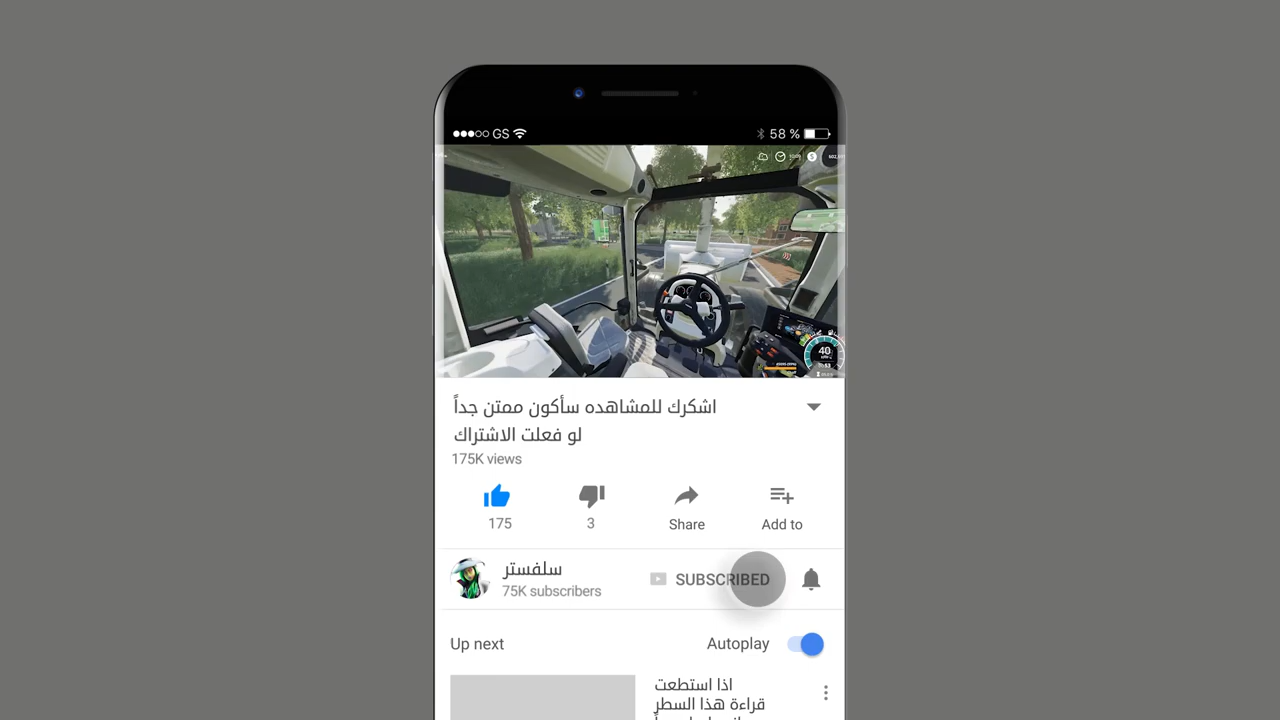 GS
58 %
40
اشكرك للمشاهده سأكون ممتن جداً
لو فعلت الاشتراك
175K views
175
3
Share
Add to
سلفستر
75K subscribers
SUBSCRIBED
Up next
Autoplay
اذا استطعت
قراءة هذا السطر